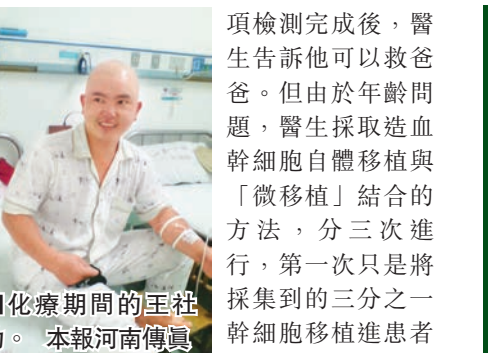 項檢測完成後，醫
生告訴他可以救爸
爸。但由於年齡問
題，醫生採取造血
幹細胞自體移植與
「微移植」結合的
方法，分三次進
行，第一次只是將
採集到的三分之一
幹細胞移植進患者
化療期間的王社
。 本報河南傳真